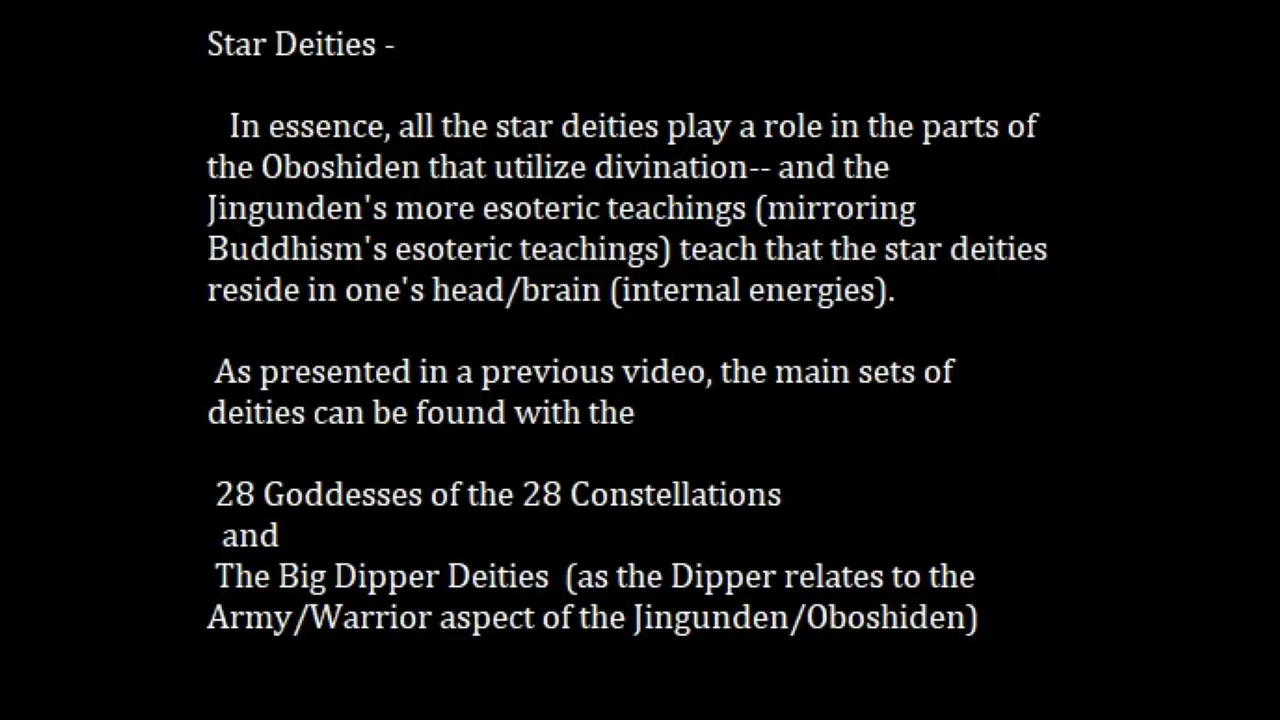 Star Deities -
In essence, all the star deities play a role in the parts of
the Oboshiden that utilize divination-- and the
Jingunden's more esoteric teachings (mirroring
Buddhism's esoteric teachings) teach that the star deities
reside in one's head/brain (internal energies).
As presented in a previous video, the main sets of
deities can be found with the
28 Goddesses of the 28 Constellations
and
The Big Dipper Deities (as the Dipper relates to the
Army/Warrior aspect of the Jingunden/Oboshiden)